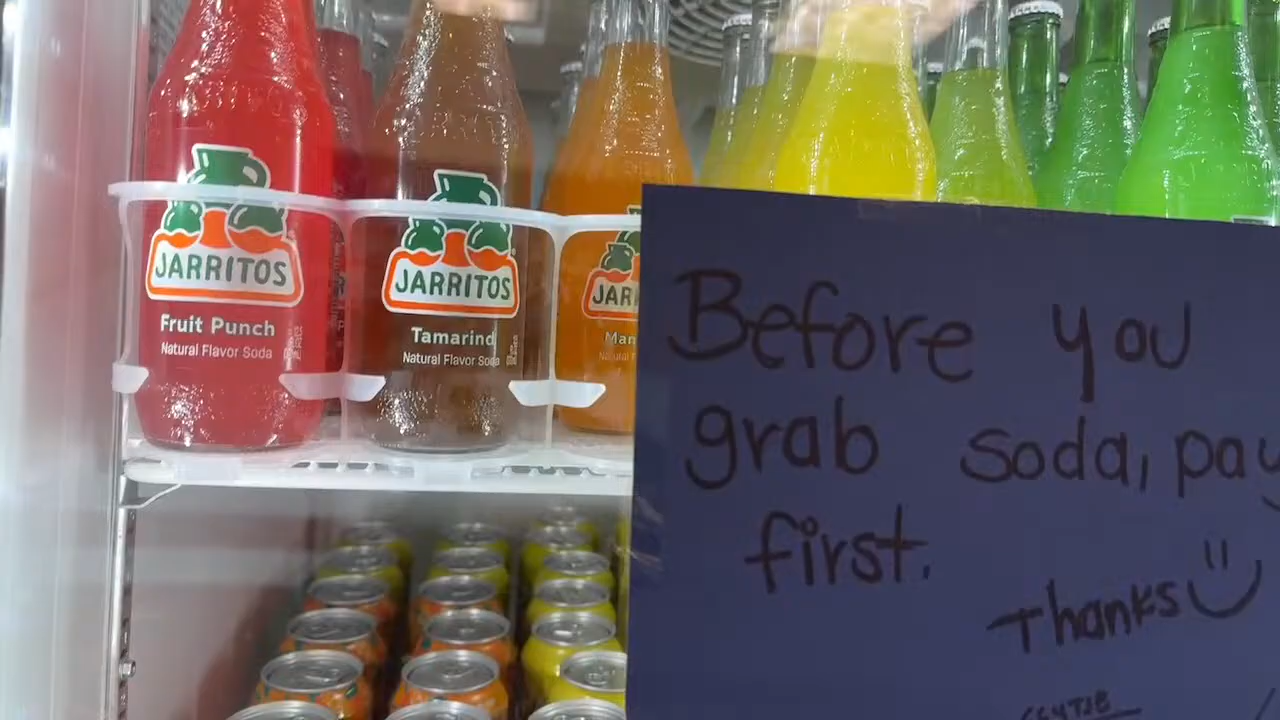 JARRITOS
Fruit Punch
Natural Flavor Soda
JARRITOS
Tamarind
Natural Flavor Soda
Before you
grab soda, pay
first.
Thanks